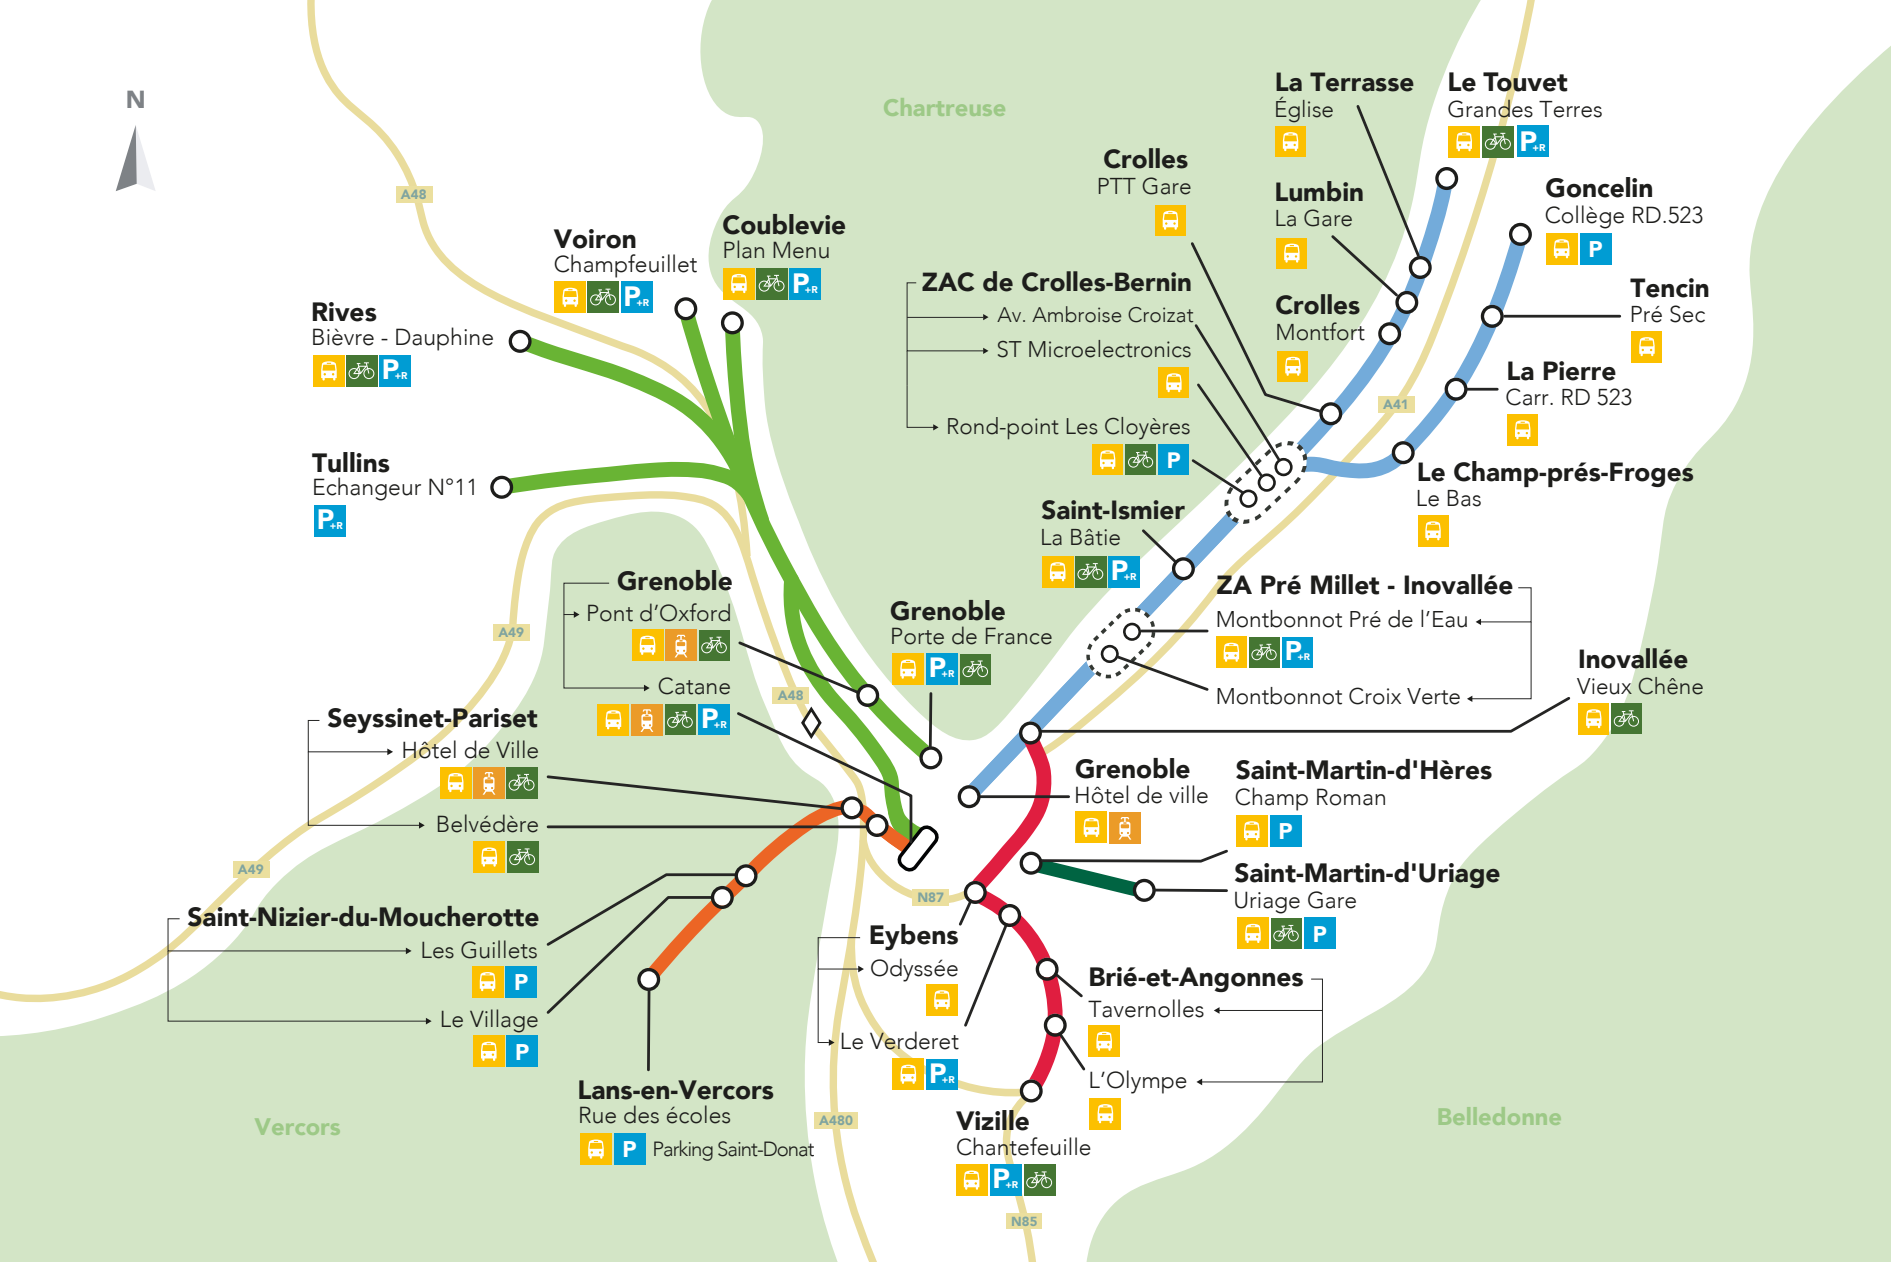 N
Chartreuse
A48
La Terrasse
Église
Le Touvet
Grandes Terres
P+R
Crolles
PTT Gare
Lumbin
La Gare
Goncelin
Collège RD.523
P
Voiron
Champfeuillet
P+R
Coublevie
Plan Menu
P+R
ZAC de Crolles-Bernin
Av. Ambroise Croizat
ST Microelectronics
Rond-point Les Cloyères
P
Crolles
Montfort
Tencin
Pré Sec
Rives
Bièvre - Dauphine
P+R
La Pierre
Carr. RD 523
A41
Tullins
Echangeur N°11
P+R
Le Champ-prés-Froges
Le Bas
Saint-Ismier
La Bâtie
P+R
Grenoble
Pont d'Oxford
Catane
P+R
Grenoble
Porte de France
P+R
ZA Pré Millet - Inovallée
Montbonnot Pré de l'Eau
P+R
Montbonnot Croix Verte
A49
A48
Inovallée
Vieux Chêne
Seyssinet-Pariset
Hôtel de Ville
Belvédère
Grenoble
Hôtel de ville
Saint-Martin-d'Hères
Champ Roman
P
A49
N87
Saint-Martin-d'Uriage
Uriage Gare
P
Saint-Nizier-du-Moucherotte
Les Guillets
P
Le Village
P
Eybens
Odyssée
Le Verderet
P+R
Brié-et-Angonnes
Tavernolles
L'Olympe
Lans-en-Vercors
Rue des écoles
P Parking Saint-Donat
A480
Vizille
Chantefeuille
P+R
Vercors
Belledonne
N85